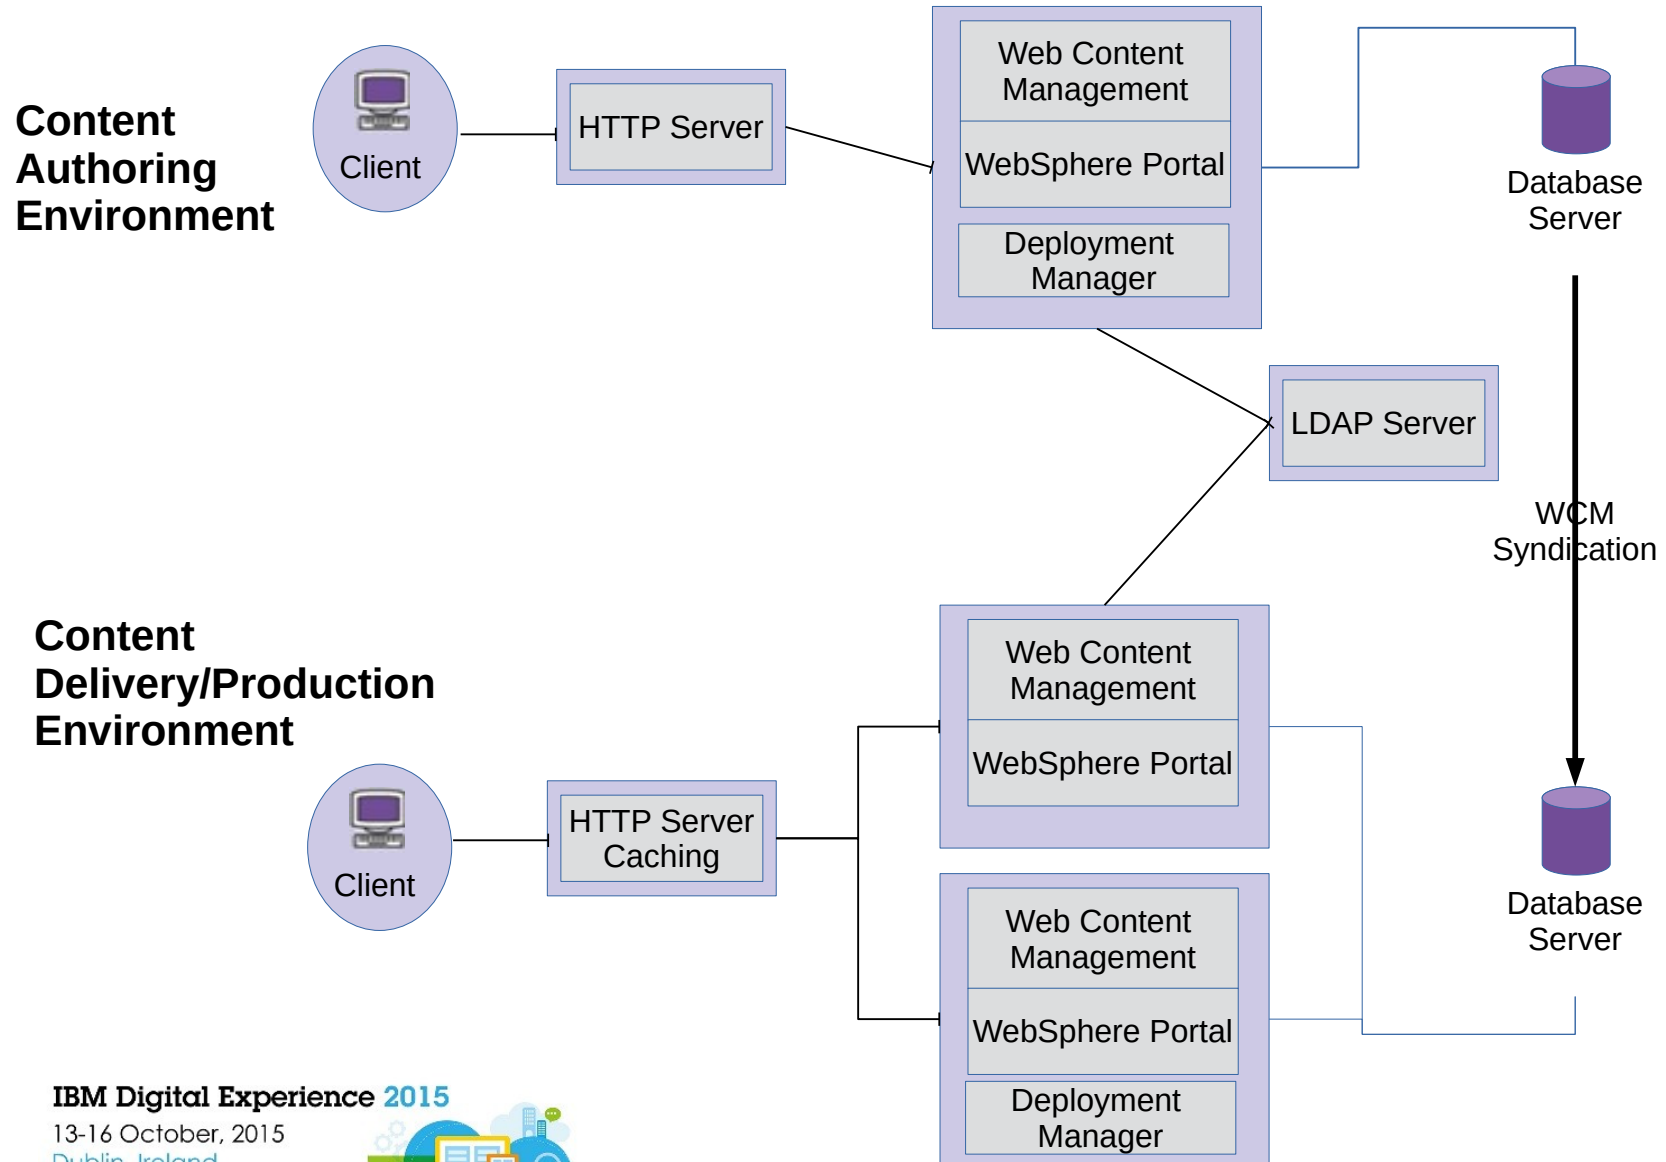 Content
Authoring
Environment
Client
HTTP Server
Web Content
Management
WebSphere Portal
Deployment
Manager
Database
Server
LDAP Server
WCM
Syndication
Content
Delivery/Production
Environment
Client
HTTP Server
Caching
Web Content
Management
WebSphere Portal
Web Content
Management
WebSphere Portal
Deployment
Manager
Database
Server
IBM Digital Experience 2015
13-16 October, 2015
Dublin, Ireland